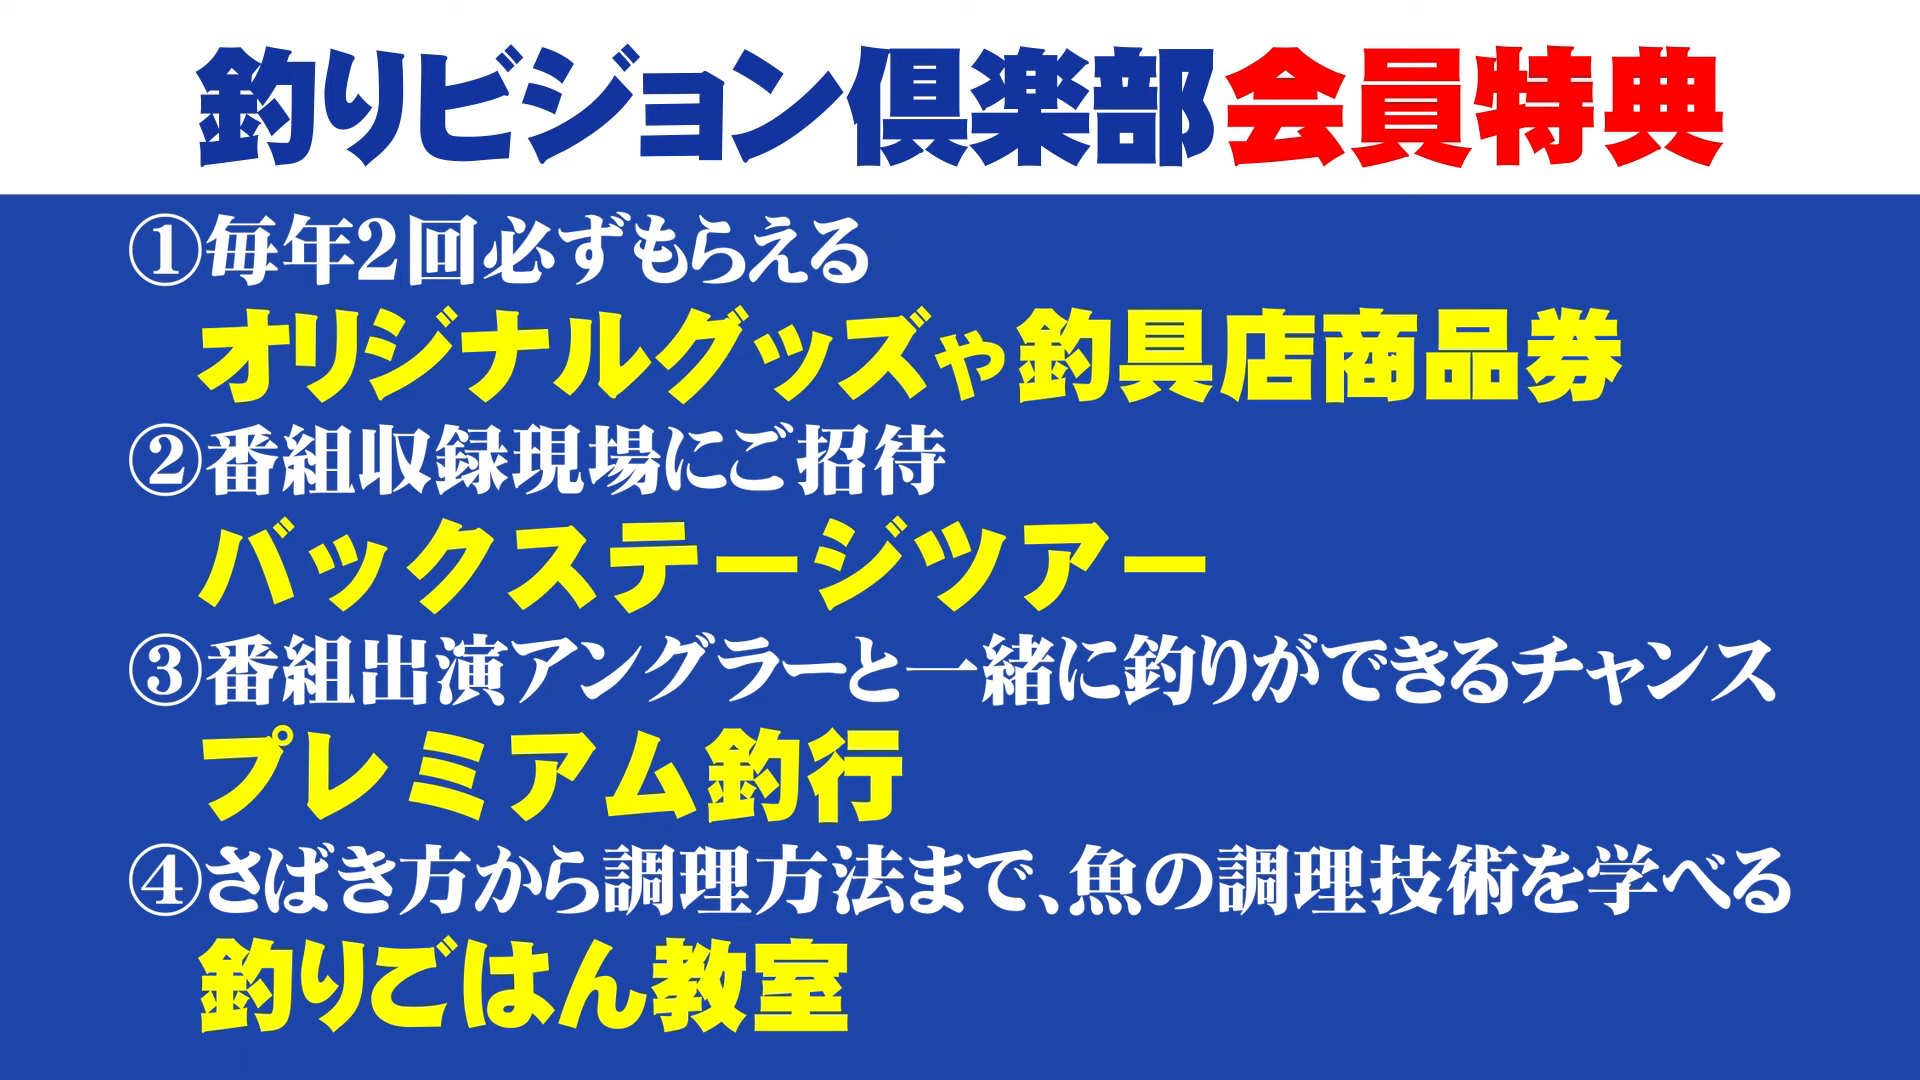 釣りビジョン倶楽部会員特典
①毎年2回必ずもらえる
オリジナルグッズや釣具店商品券
②番組収録現場にご招待
バックステージツアー
③番組出演アングラーと一緒に釣りができるチャンス
プレミアム釣行
④さばき方から調理方法まで、魚の調理技術を学べる
釣りごはん教室